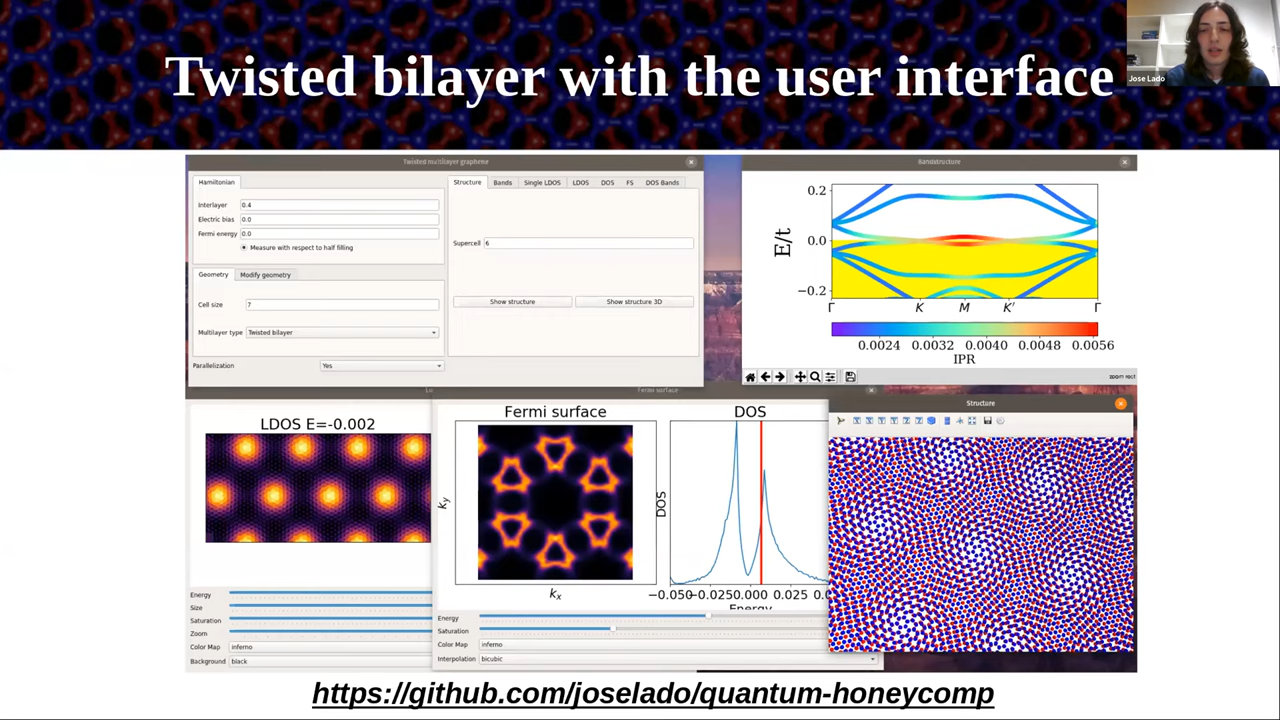 Twisted bilayer with the user interface
Jose Lado
Twisted multilayer graphene
Hamiltonian
Interlayer 0.4
Electric bias 0.0
Fermi energy 0.0
Measure with respect to half filling
Geometry Modify geometry
Cell size 7
Multilayer type Twisted bilayer
Parallelization Yes
Structure Bands Single LDOS LDOS DOS FS DOS Bands
Supercell 6
Show structure Show structure 3D
Bandstructure
E/t
0.2
0.0
−0.2
Γ K M K′ Γ
0.0024 0.0032 0.0040 0.0048 0.0056
IPR
zoom rect
LDOS E=-0.002
Energy
Size
Saturation
Zoom
Color Map inferno
Background black
Fermi surface
Fermi surface
ky
kx
DOS
DOS
−0.050 −0.025 0.000 0.025
Energy
Energy
Saturation
Color Map inferno
Interpolation bicubic
Structure
https://github.com/joselado/quantum-honeycomp